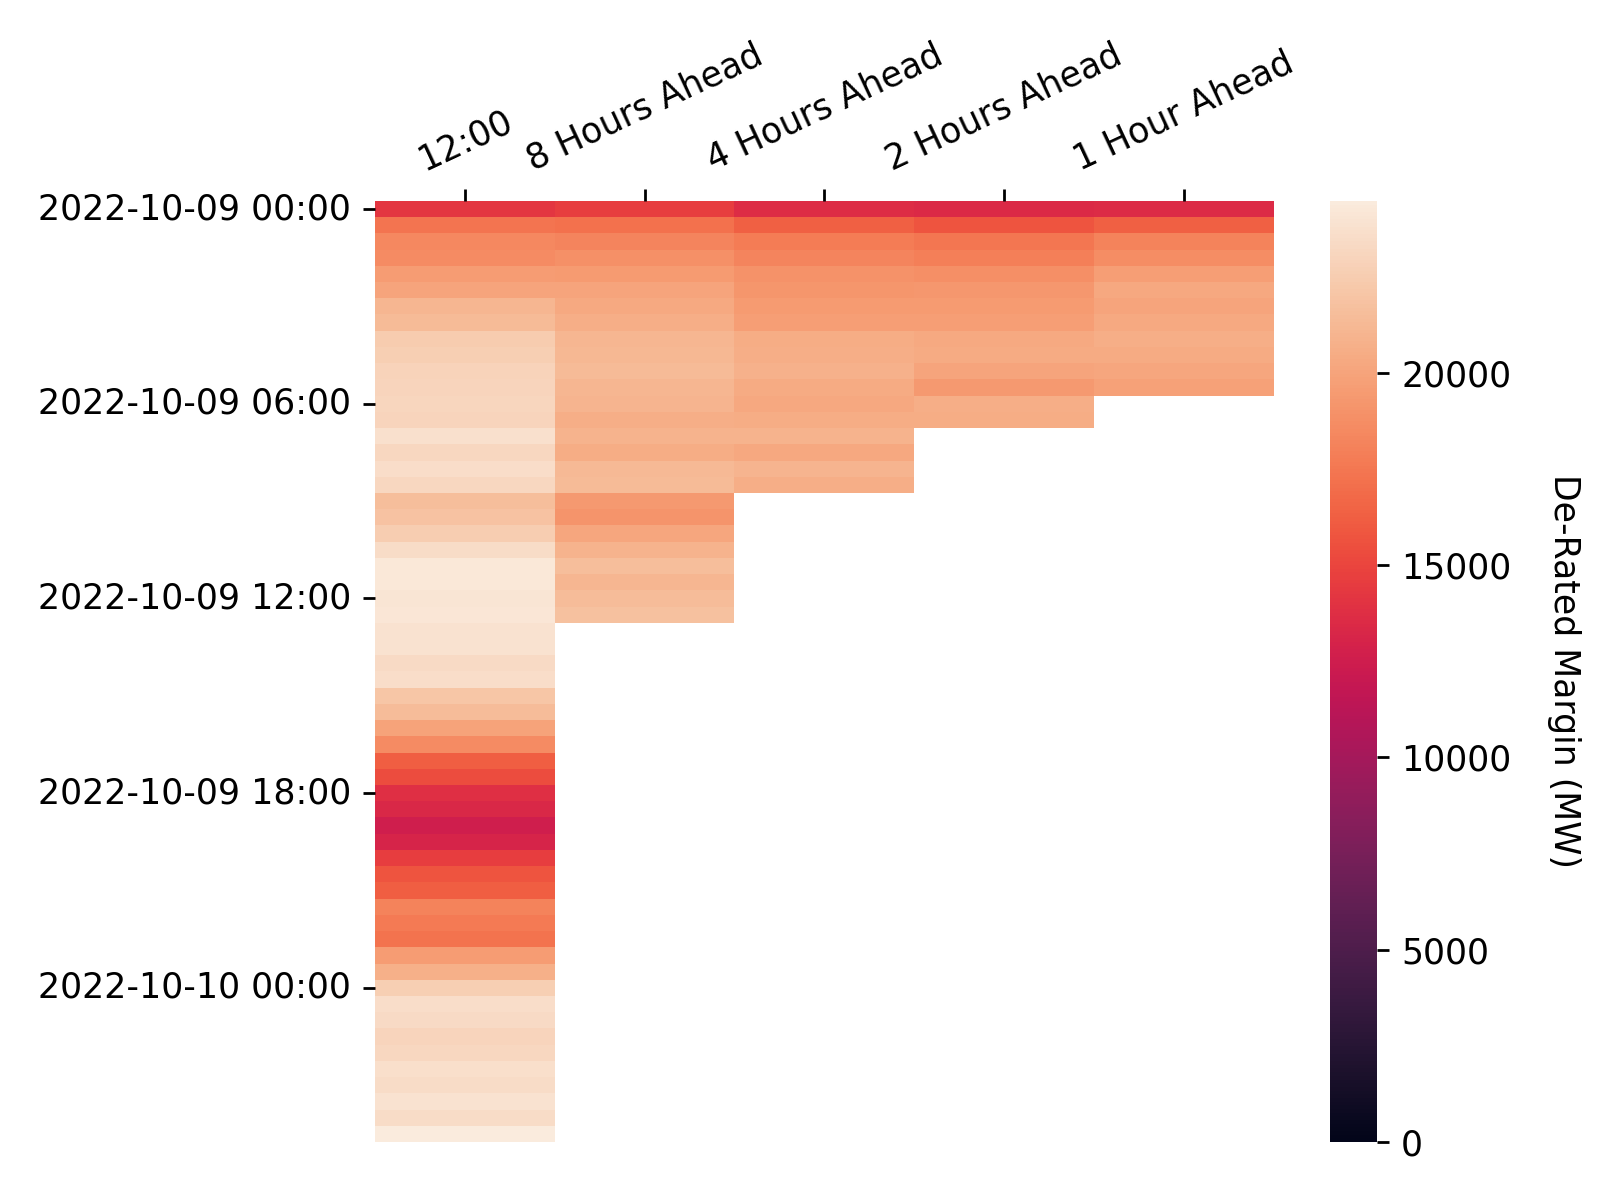 12:00
8 Hours Ahead
4 Hours Ahead
2 Hours Ahead
1 Hour Ahead
2022-10-09 00:00
2022-10-09 06:00
2022-10-09 12:00
2022-10-09 18:00
2022-10-10 00:00
20000
15000
10000
5000
0
De-Rated Margin (MW)